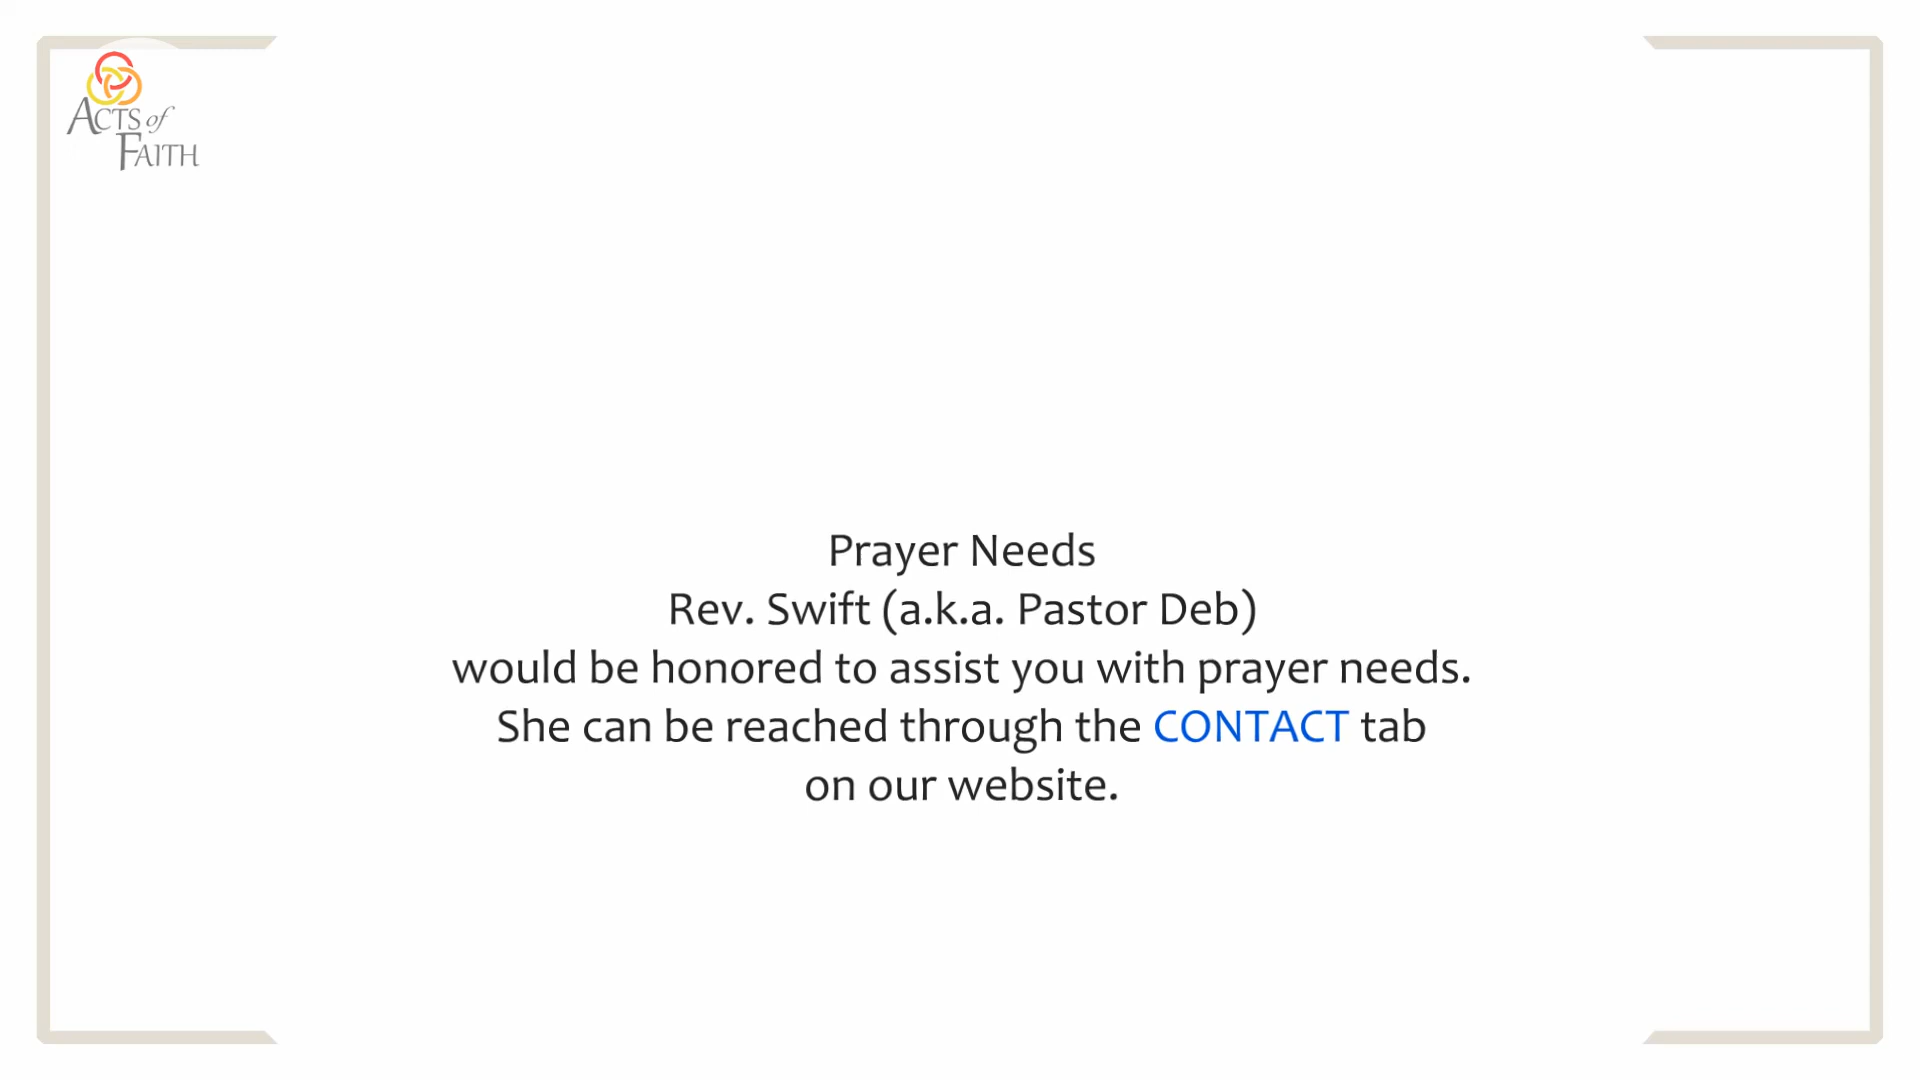 Acts of
Faith
Prayer Needs
Rev. Swift (a.k.a. Pastor Deb)
would be honored to assist you with prayer needs.
She can be reached through the CONTACT tab
on our website.